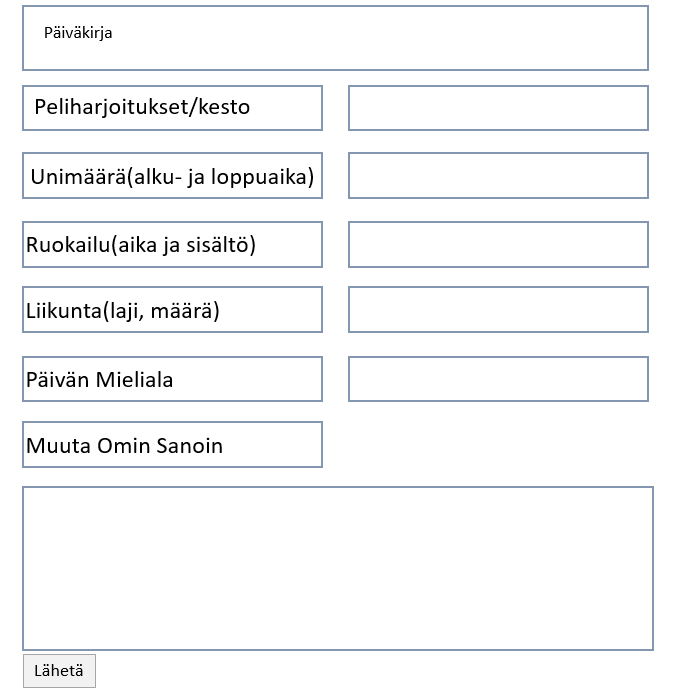 Päiväkirja
Peliharjoitukset/kesto
Unimäärä(alku- ja loppuaika)
Ruokailu(aika ja sisältö)
Liikunta(laji, määrä)
Päivän Mieliala
Muuta Omin Sanoin
Lähetä